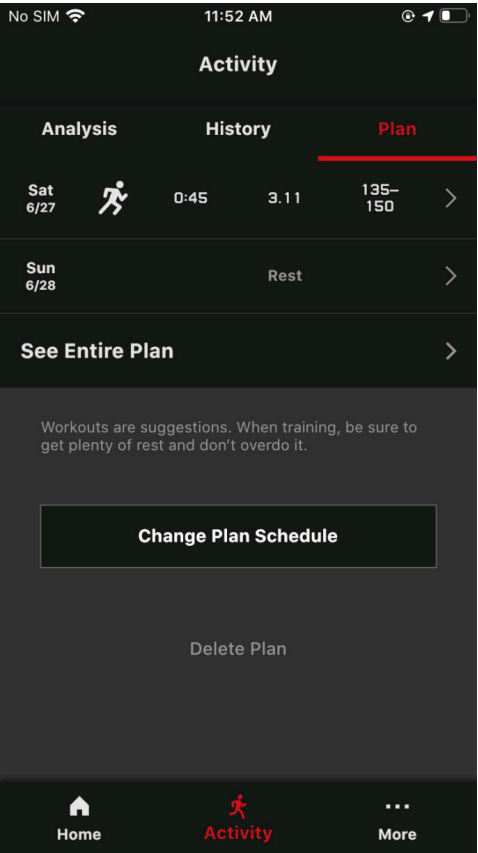 No SIM 11:52 AM
Activity
Analysis History Plan
Sat
6/27
0:45 3.11 135–
150
Sun
6/28
Rest
See Entire Plan
Workouts are suggestions. When training, be sure to
get plenty of rest and don't overdo it.
Change Plan Schedule
Delete Plan
Home Activity More